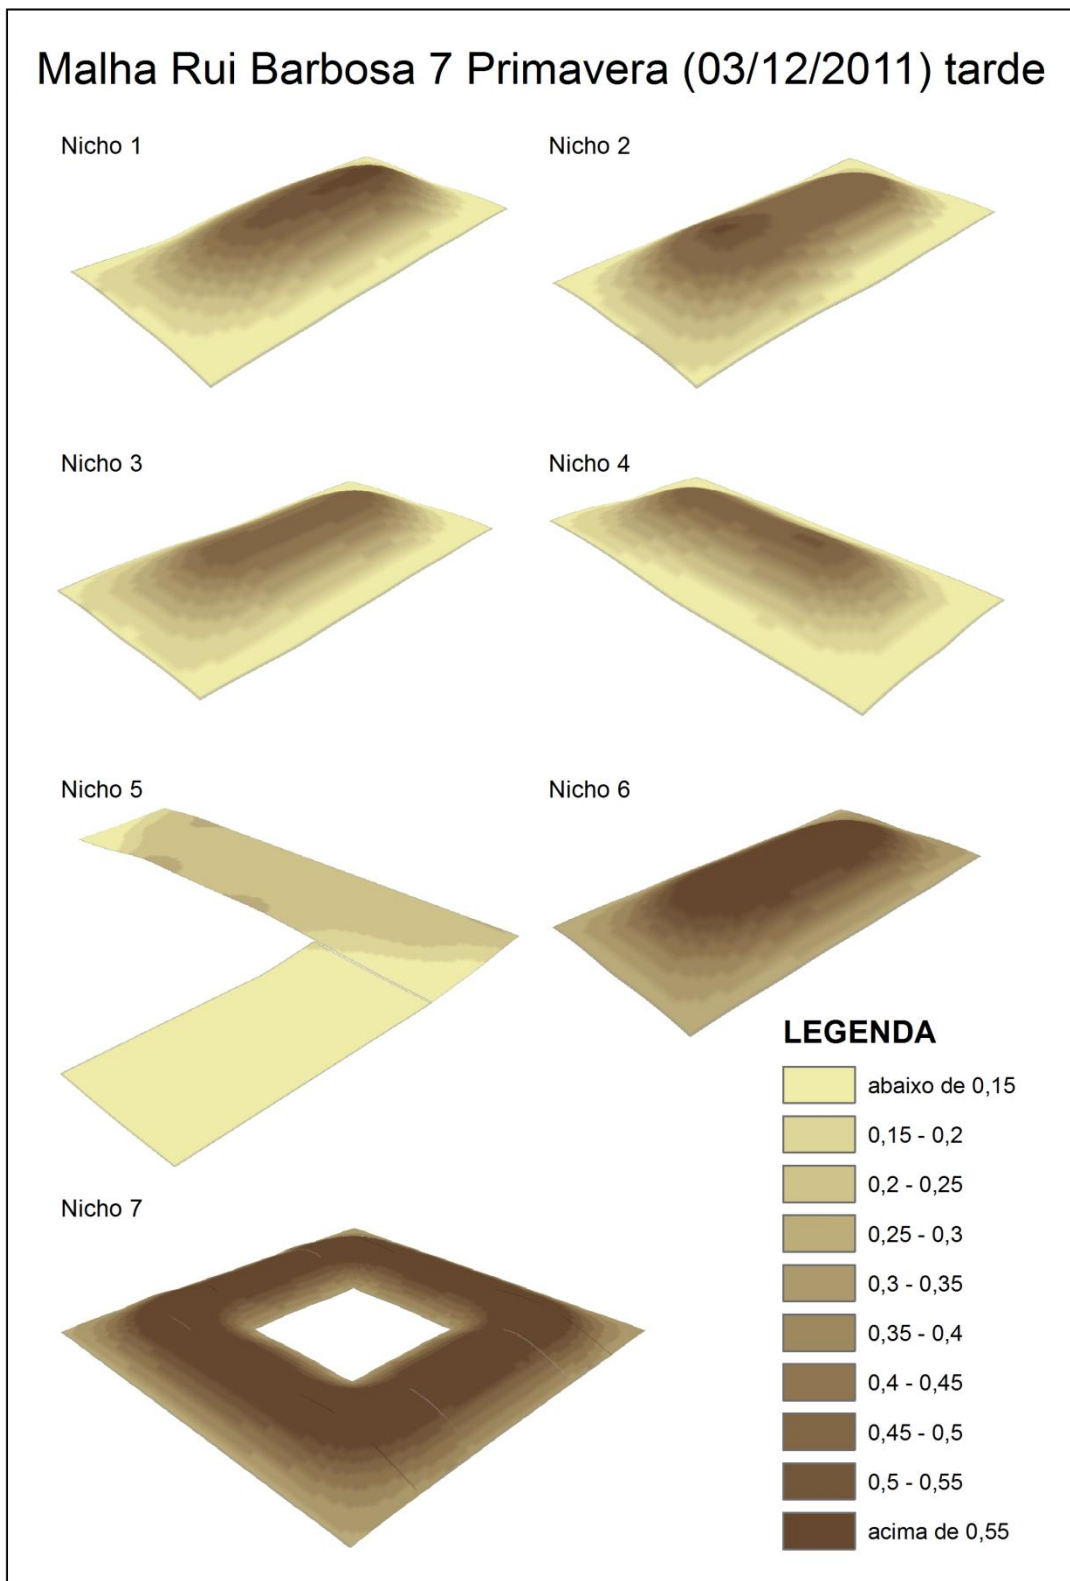 Malha Rui Barbosa 7 Primavera (03/12/2011) tarde
Nicho 1
Nicho 2
Nicho 3
Nicho 4
Nicho 5
Nicho 6
Nicho 7
LEGENDA
abaixo de 0,15
0,15 - 0,2
0,2 - 0,25
0,25 - 0,3
0,3 - 0,35
0,35 - 0,4
0,4 - 0,45
0,45 - 0,5
0,5 - 0,55
acima de 0,55